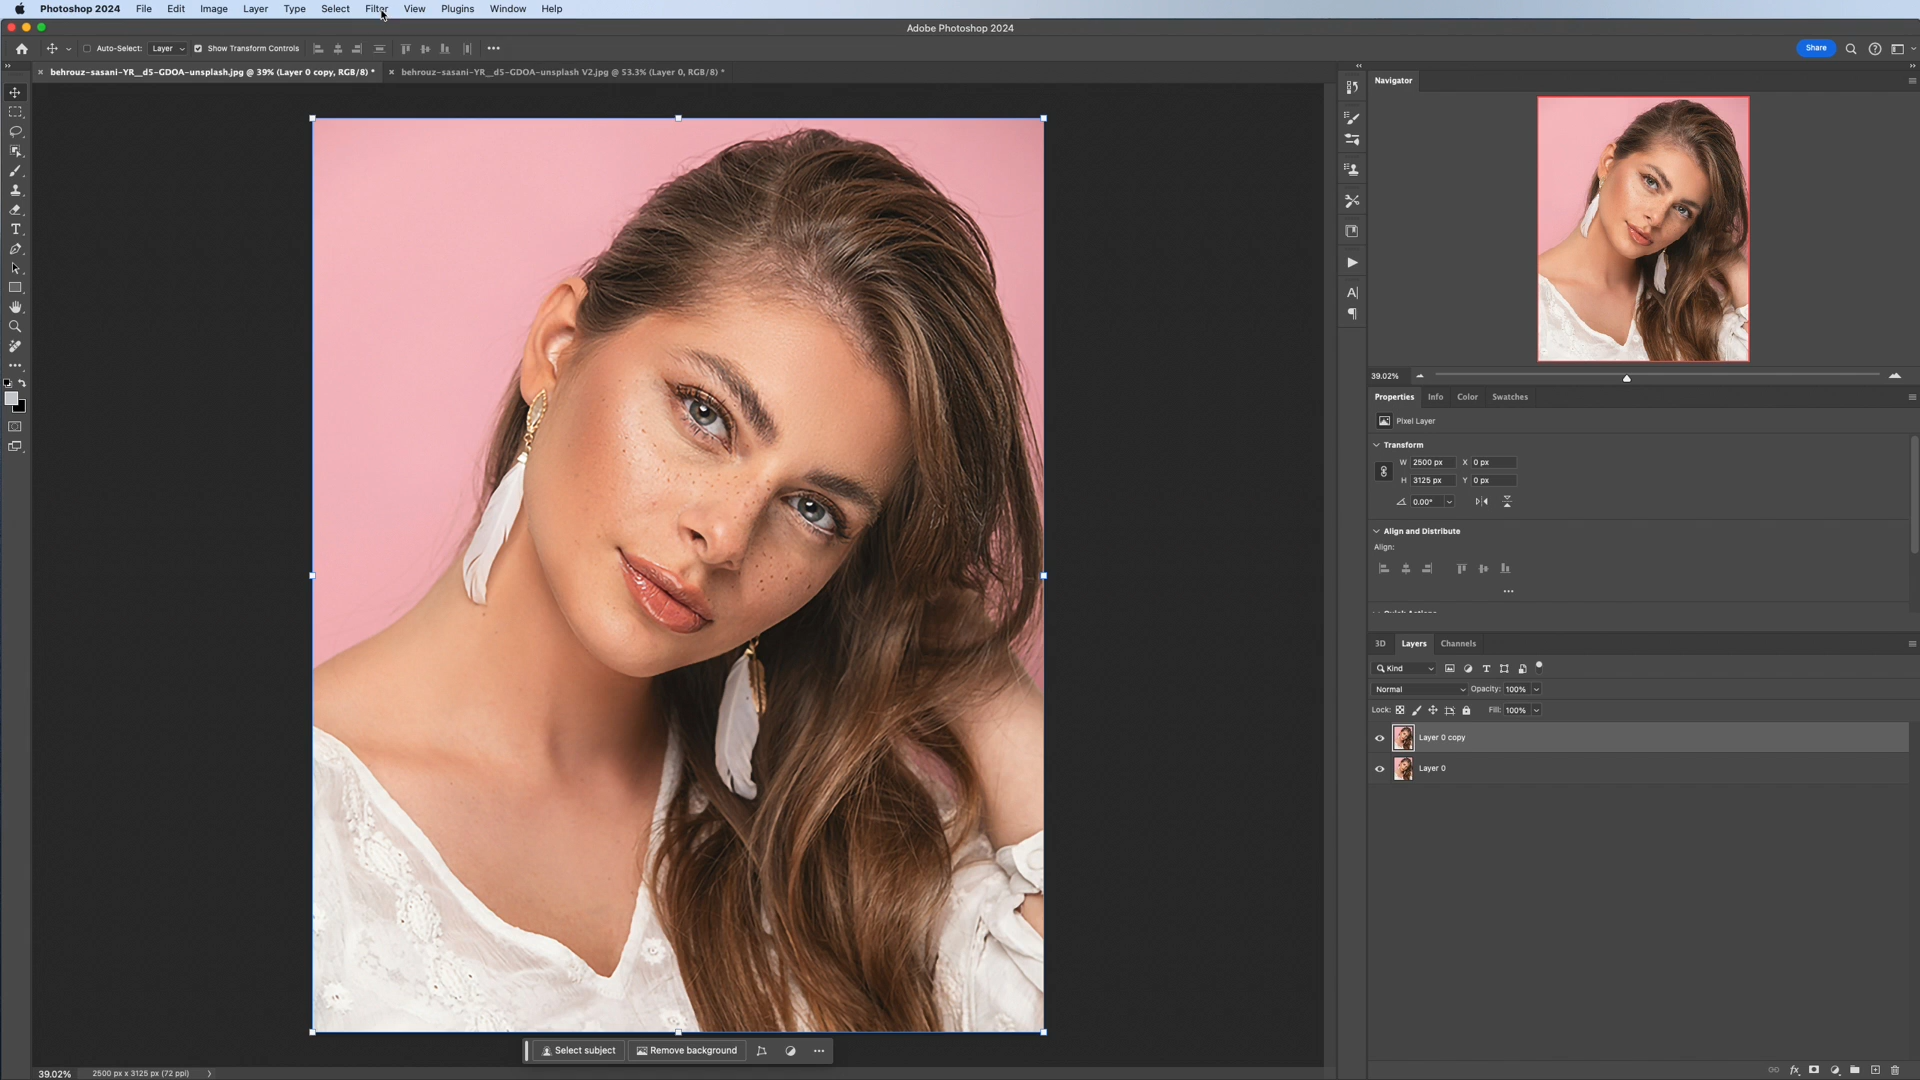 Photoshop 2024 File Edit Image Layer Type Select Filter View Plugins Window Help
Adobe Photoshop 2024
Auto-Select: Layer Show Transform Controls Share
behrouz-sasani-YR__d5-GDOA-unsplash.jpg @ 39% (Layer 0 copy, RGB/8) * behrouz-sasani-YR__d5-GDOA-unsplash V2.jpg @ 53.3% (Layer 0, RGB/8) *
Navigator
39.02%
Properties Info Color Swatches
Pixel Layer
Transform
W 2500 px X 0 px
H 3125 px Y 0 px
0.00°
Align and Distribute
Align:
3D Layers Channels
Kind
Normal Opacity: 100%
Lock: Fill: 100%
Layer 0 copy
Layer 0
Select subject Remove background
39.02% 2500 px x 3125 px (72 ppi)